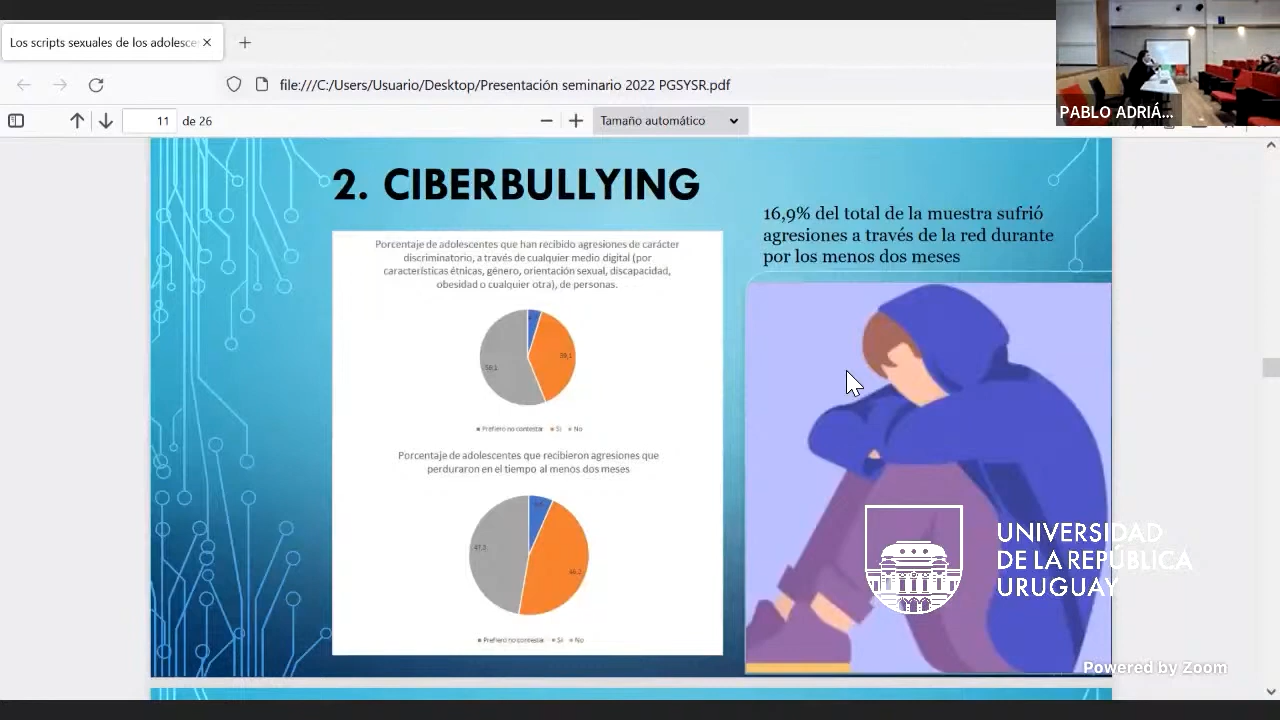 Los scripts sexuales de los adolesce
file:///C:/Users/Usuario/Desktop/Presentación seminario 2022 PGSYSR.pdf
11 de 26
Tamaño automático
PABLO ADRIÁ...
2. CIBERBULLYING
16,9% del total de la muestra sufrió
agresiones a través de la red durante
por los menos dos meses
Porcentaje de adolescentes que han recibido agresiones de carácter
discriminatorio, a través de cualquier medio digital (por
características étnicas, género, orientación sexual, discapacidad,
obesidad o cualquier otra), de personas.
39,1
Prefiero no contestar Si No
Porcentaje de adolescentes que recibieron agresiones que
perduraron en el tiempo al menos dos meses
47,2
Prefiero no contestar Si No
UNIVERSIDAD
DE LA REPÚBLICA
URUGUAY
Powered by Zoom